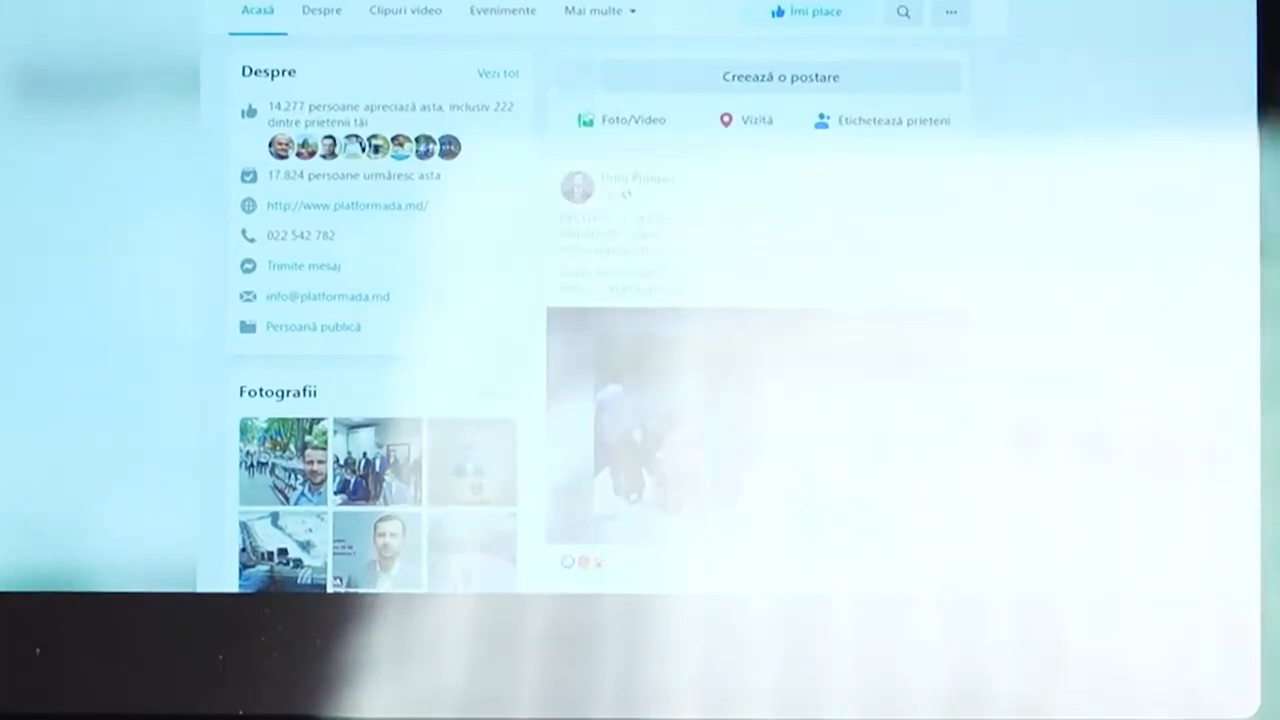 Acasă
Despre
Clipuri video
Evenimente
Mai multe
Îmi place
Despre
Vezi tot
14.277 persoane apreciază asta, inclusiv 222
dintre prietenii tăi
17.824 persoane urmăresc asta
http://www.platformada.md/
022 542 782
Trimite mesaj
info@platformada.md
Persoană publică
Fotografii
Creează o postare
Foto/Video
Vizită
Etichetează prieteni